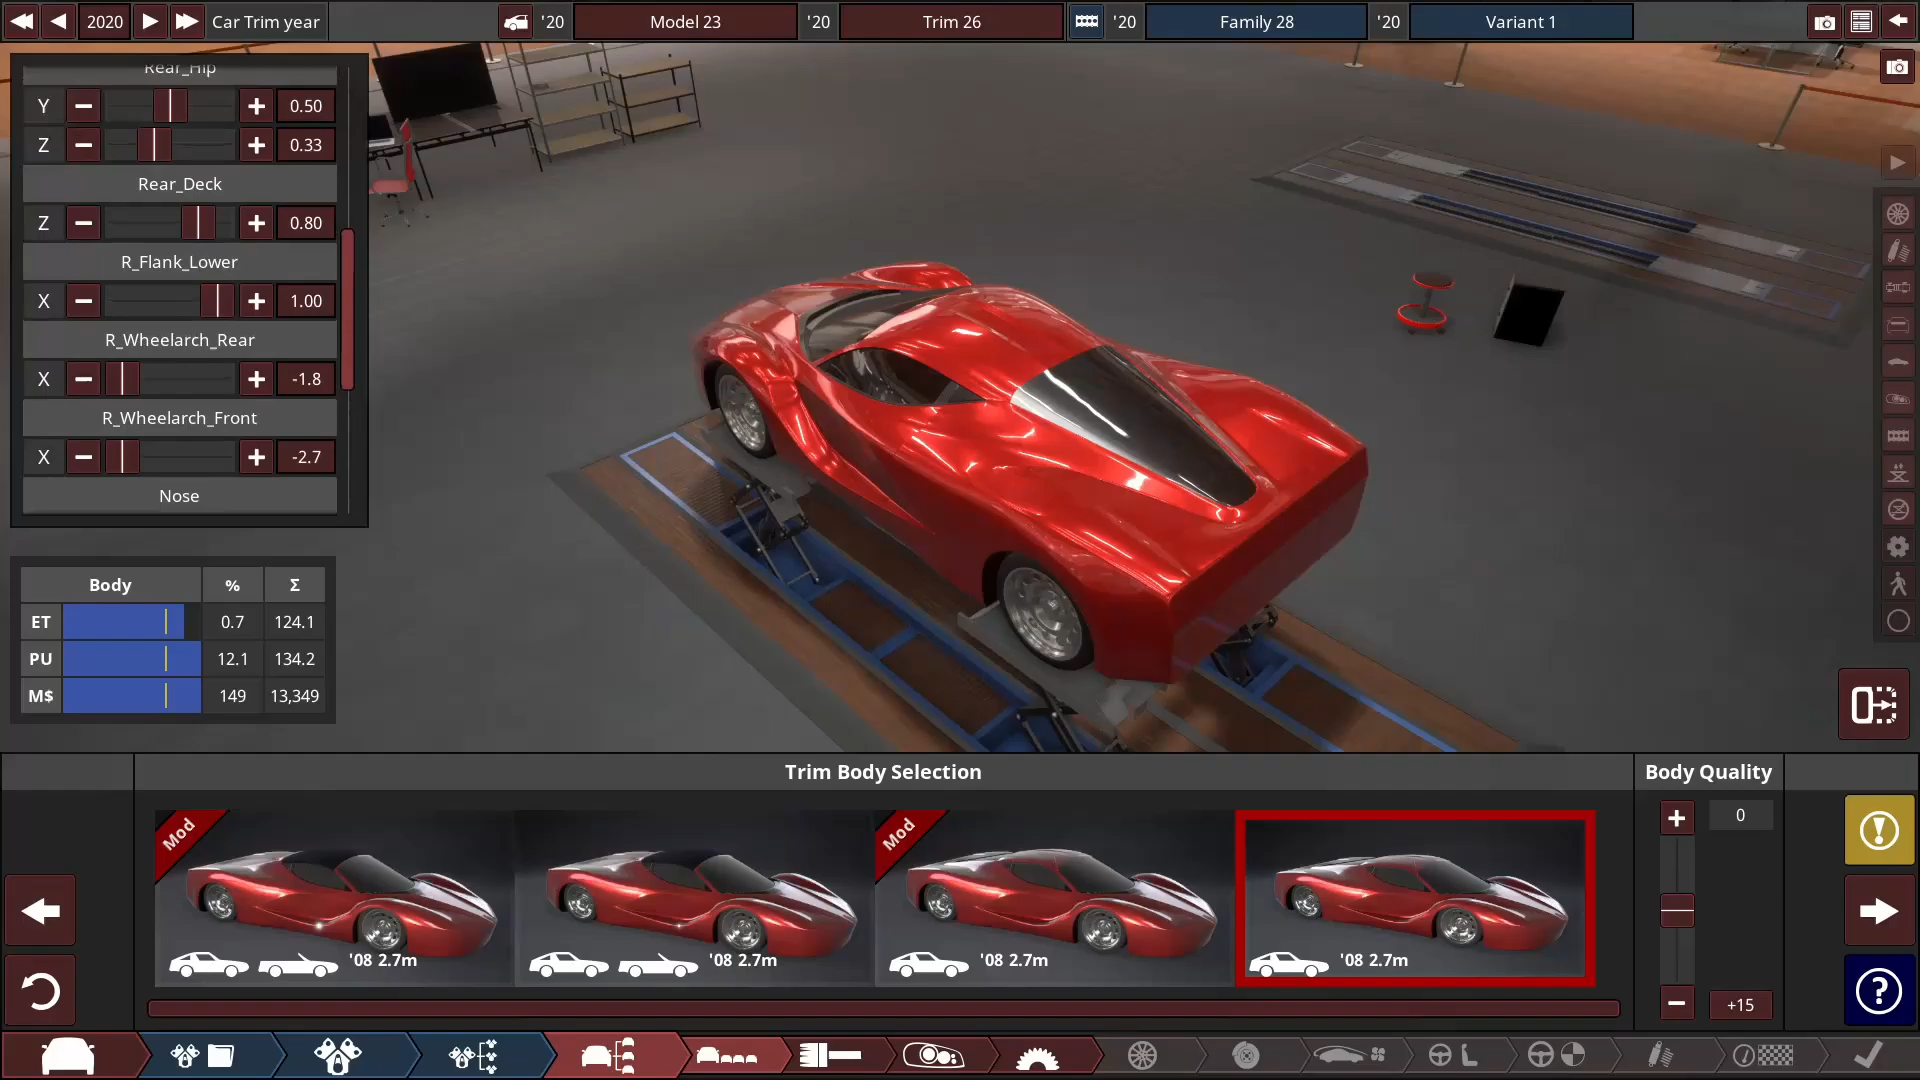 2020
Car Trim year
'20
Model 23
'20
Trim 26
'20
Family 28
'20
Variant 1
Rear_Hip
Y
0.50
Z
0.33
Rear_Deck
Z
0.80
R_Flank_Lower
X
1.00
R_Wheelarch_Rear
X
-1.8
R_Wheelarch_Front
X
-2.7
Nose
Body
%
Σ
ET
0.7
124.1
PU
12.1
134.2
M$
149
13,349
Trim Body Selection
Body Quality
Mod
'08 2.7m
'08 2.7m
Mod
'08 2.7m
'08 2.7m
0
+15